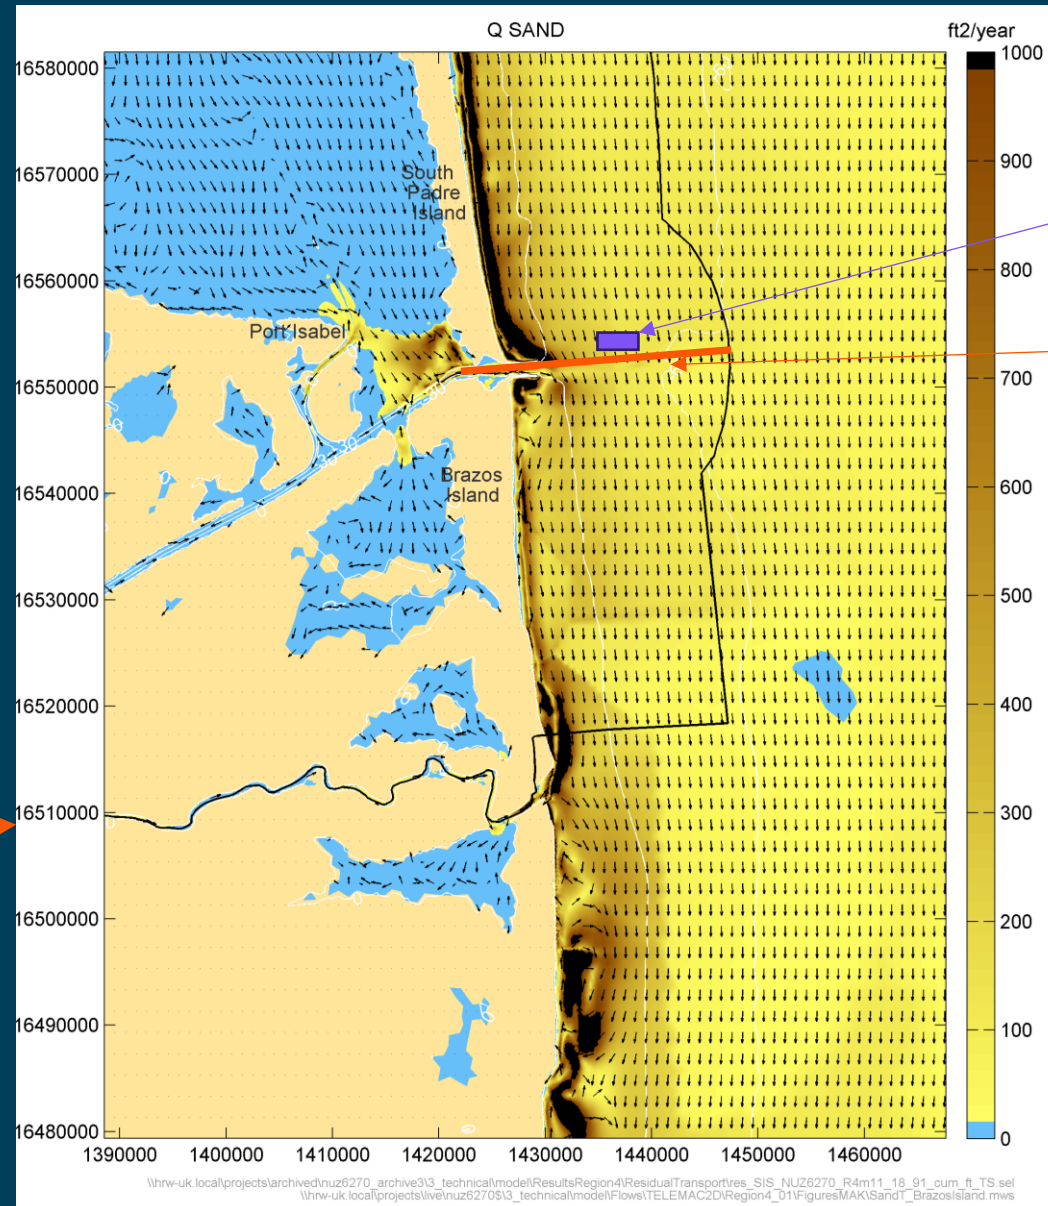 Q SAND
ft2/year
16580000
16570000
16560000
16550000
16540000
16530000
16520000
16510000
16500000
16490000
16480000
South
Padre
Island
Port Isabel
Brazos
Island
30
30
1390000 1400000 1410000 1420000 1430000 1440000 1450000 1460000
1000
900
800
700
600
500
400
300
200
100
0
\\hrw-uk.local\projects\archived\nuz6270_archive3\3_technical\model\ResultsRegion4\ResidualTransport\res_SIS_NUZ6270_R4m11_18_91_cum_ft_TS.sel
\\hrw-uk.local\projects\live\nuz6270$\3_technical\model\Flows\TELEMAC2D\Region4_01\FiguresMAK\SandT_BrazosIsland.mws